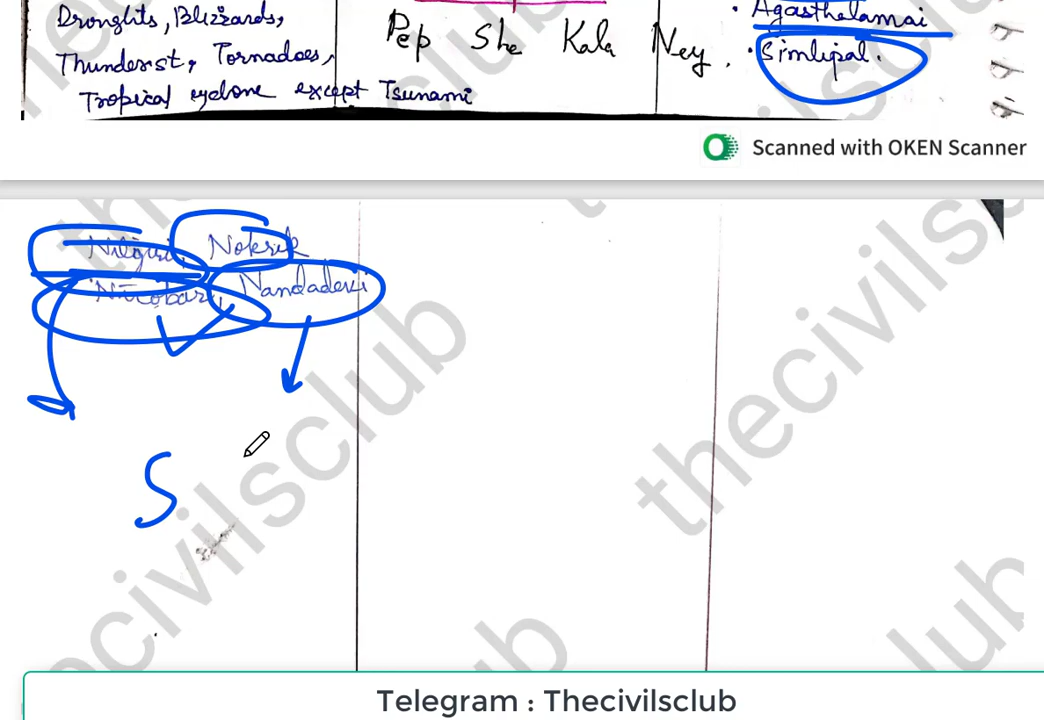 Droughts, Blizzards,
Thunderst, Tornadoes,
Tropical cyclone except Tsunami
Pep She Kala Ney.
• Agasthalamai
• Simlipal.
Scanned with OKEN Scanner
Nilgiri, Nokrek
Nicobar, Nandadevi
S
thecivilsclub
thecivilsclub
Telegram : Thecivilsclub